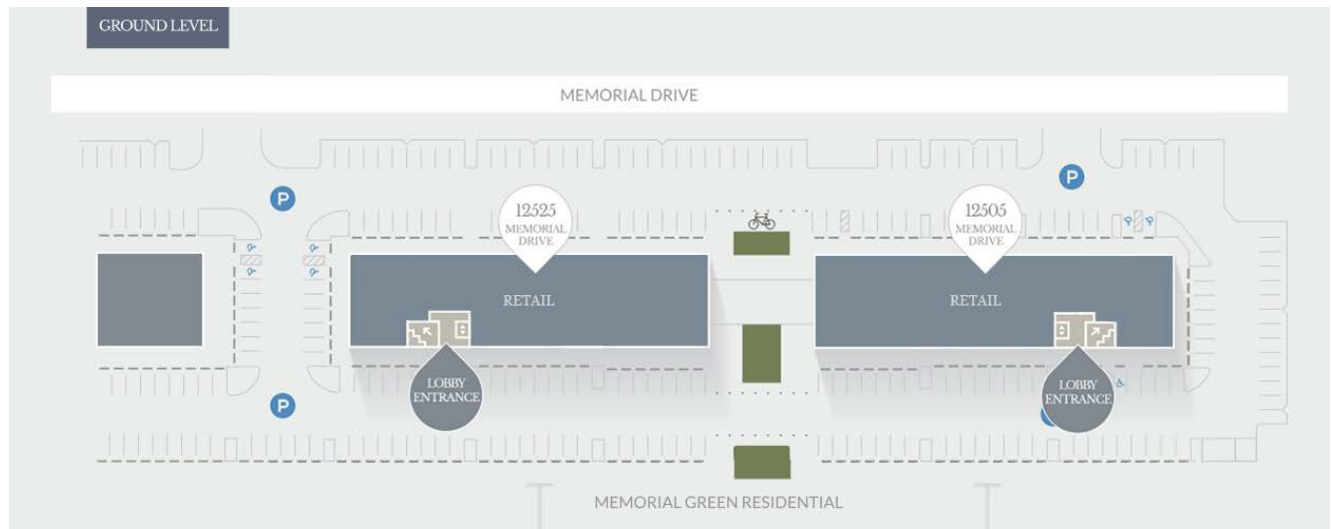 GROUND LEVEL
MEMORIAL DRIVE
P
P
12525
MEMORIAL
DRIVE
12505
MEMORIAL
DRIVE
RETAIL
RETAIL
LOBBY
ENTRANCE
LOBBY
ENTRANCE
P
MEMORIAL GREEN RESIDENTIAL